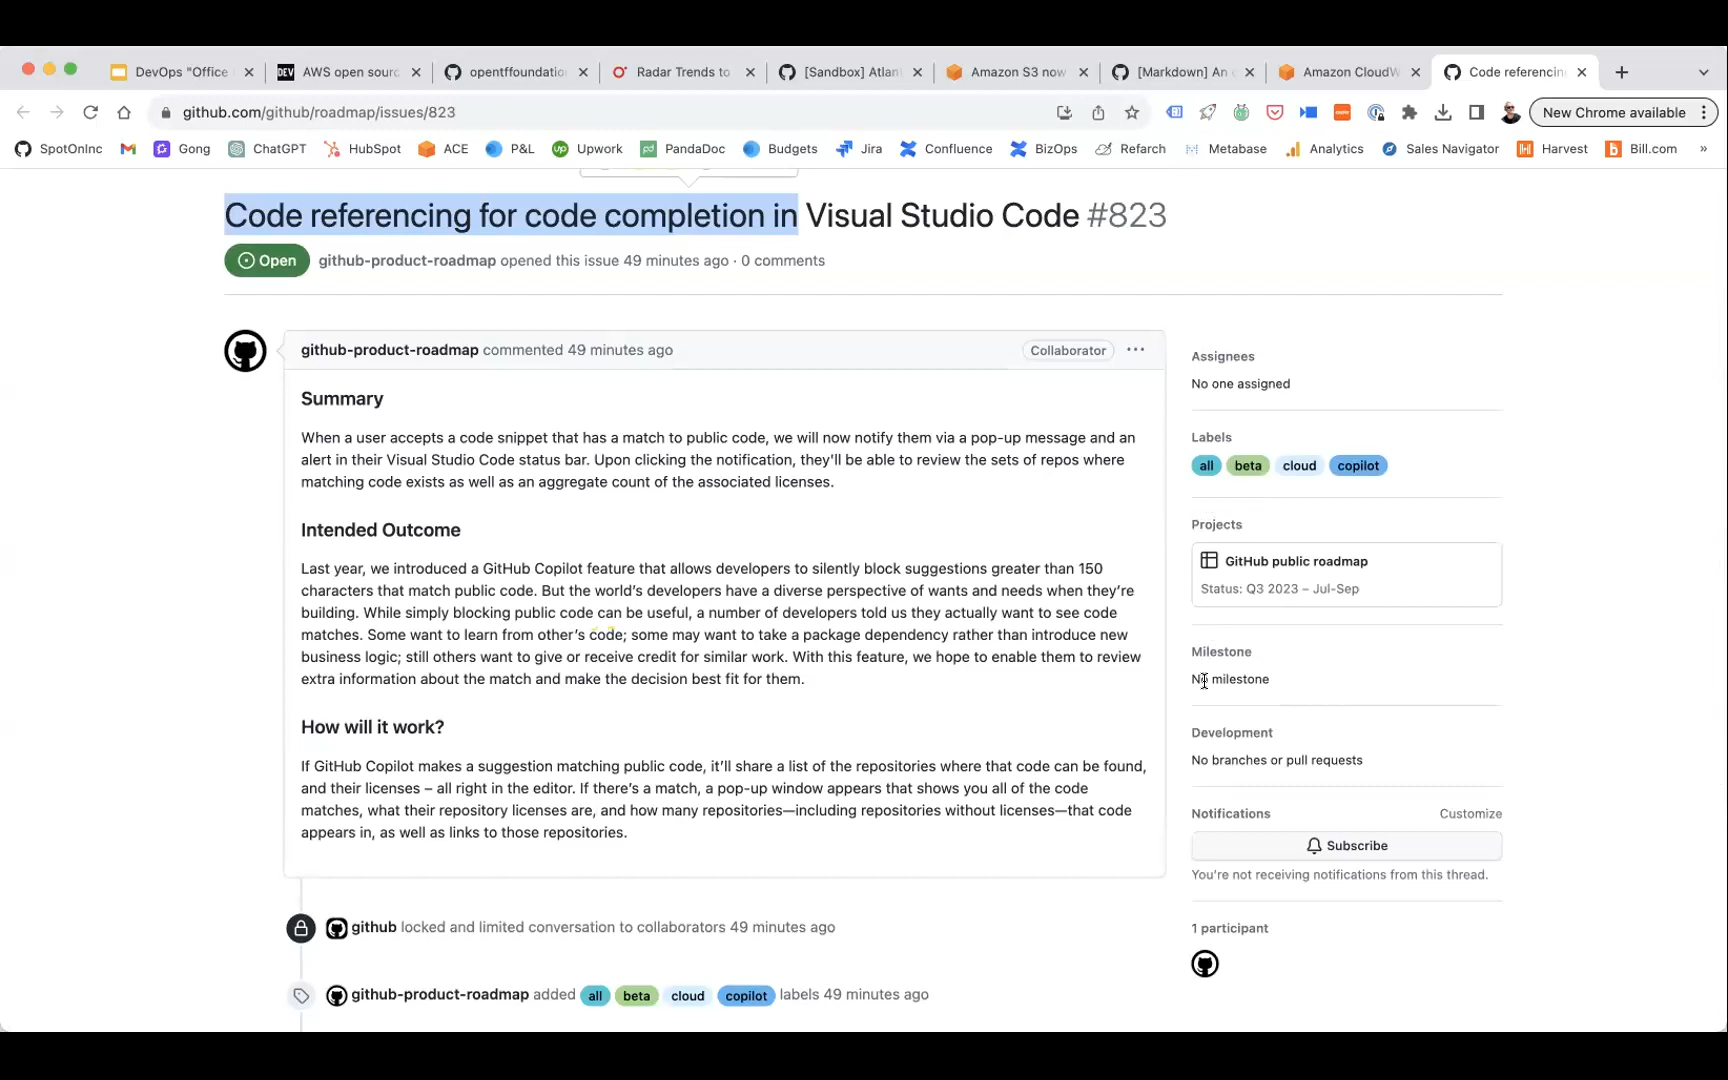 DevOps "Office
AWS open sourc
opentffoundatio
Radar Trends to
[Sandbox] Atlan
Amazon S3 now
[Markdown] An
Amazon CloudW
Code referencin
github.com/github/roadmap/issues/823
New Chrome available
SpotOnInc
Gong
ChatGPT
HubSpot
ACE
P&L
Upwork
PandaDoc
Budgets
Jira
Confluence
BizOps
Refarch
Metabase
Analytics
Sales Navigator
Harvest
Bill.com
»
Code referencing for code completion in Visual Studio Code #823
Open
github-product-roadmap opened this issue 49 minutes ago · 0 comments
github-product-roadmap commented 49 minutes ago
Collaborator
Summary
When a user accepts a code snippet that has a match to public code, we will now notify them via a pop-up message and an
alert in their Visual Studio Code status bar. Upon clicking the notification, they'll be able to review the sets of repos where
matching code exists as well as an aggregate count of the associated licenses.
Intended Outcome
Last year, we introduced a GitHub Copilot feature that allows developers to silently block suggestions greater than 150
characters that match public code. But the world's developers have a diverse perspective of wants and needs when they're
building. While simply blocking public code can be useful, a number of developers told us they actually want to see code
matches. Some want to learn from other's code; some may want to take a package dependency rather than introduce new
business logic; still others want to give or receive credit for similar work. With this feature, we hope to enable them to review
extra information about the match and make the decision best fit for them.
How will it work?
If GitHub Copilot makes a suggestion matching public code, it'll share a list of the repositories where that code can be found,
and their licenses – all right in the editor. If there's a match, a pop-up window appears that shows you all of the code
matches, what their repository licenses are, and how many repositories—including repositories without licenses—that code
appears in, as well as links to those repositories.
github locked and limited conversation to collaborators 49 minutes ago
github-product-roadmap added all beta cloud copilot labels 49 minutes ago
Assignees
No one assigned
Labels
all beta cloud copilot
Projects
GitHub public roadmap
Status: Q3 2023 – Jul-Sep
Milestone
No milestone
Development
No branches or pull requests
Notifications
Customize
Subscribe
You're not receiving notifications from this thread.
1 participant